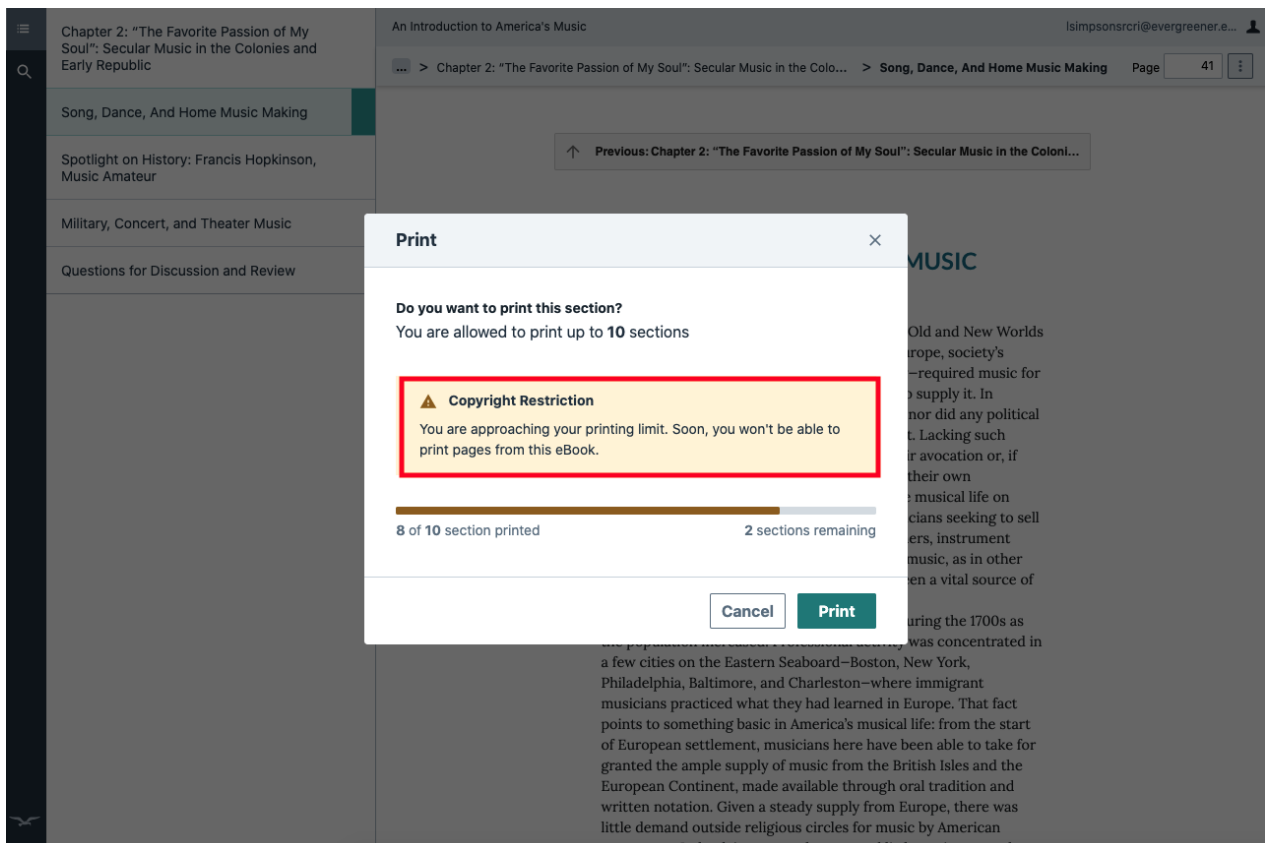 Chapter 2: “The Favorite Passion of My
Soul”: Secular Music in the Colonies and
Early Republic
Song, Dance, And Home Music Making
Spotlight on History: Francis Hopkinson,
Music Amateur
Military, Concert, and Theater Music
Questions for Discussion and Review
An Introduction to America's Music
lsimpsonsrcri@evergreener.e...
... > Chapter 2: “The Favorite Passion of My Soul”: Secular Music in the Colo... > Song, Dance, And Home Music Making Page 41
Previous: Chapter 2: “The Favorite Passion of My Soul”: Secular Music in the Coloni...
Print
Do you want to print this section?
You are allowed to print up to 10 sections
Copyright Restriction
You are approaching your printing limit. Soon, you won't be able to
print pages from this eBook.
8 of 10 section printed
2 sections remaining
Cancel
Print
MUSIC
Old and New Worlds
urope, society’s
—required music for
o supply it. In
nor did any political
t. Lacking such
ir avocation or, if
their own
e musical life on
cians seeking to sell
ers, instrument
music, as in other
een a vital source of
uring the 1700s as
the population increased. Professional activity was concentrated in
a few cities on the Eastern Seaboard—Boston, New York,
Philadelphia, Baltimore, and Charleston—where immigrant
musicians practiced what they had learned in Europe. That fact
points to something basic in America’s musical life: from the start
of European settlement, musicians here have been able to take for
granted the ample supply of music from the British Isles and the
European Continent, made available through oral tradition and
written notation. Given a steady supply from Europe, there was
little demand outside religious circles for music by American